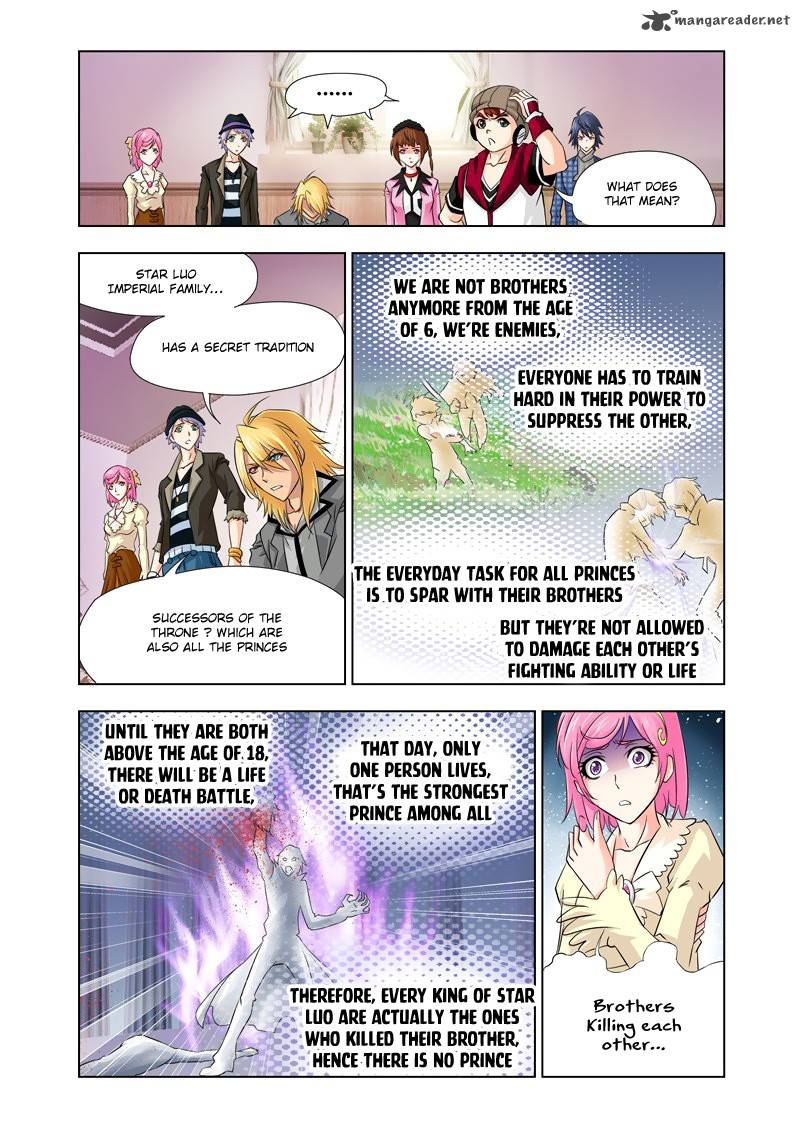 mangareader.net
......
WHAT DOES
THAT MEAN?
STAR LUO
IMPERIAL FAMILY...
HAS A SECRET TRADITION
SUCCESSORS OF THE
THRONE ? WHICH ARE
ALSO ALL THE PRINCES
WE ARE NOT BROTHERS
ANYMORE FROM THE AGE
OF 6, WE'RE ENEMIES,
EVERYONE HAS TO TRAIN
HARD IN THEIR POWER TO
SUPPRESS THE OTHER,
THE EVERYDAY TASK FOR ALL PRINCES
IS TO SPAR WITH THEIR BROTHERS
BUT THEY'RE NOT ALLOWED
TO DAMAGE EACH OTHER'S
FIGHTING ABILITY OR LIFE
UNTIL THEY ARE BOTH
ABOVE THE AGE OF 18,
THERE WILL BE A LIFE
OR DEATH BATTLE,
THAT DAY, ONLY
ONE PERSON LIVES,
THAT'S THE STRONGEST
PRINCE AMONG ALL
THEREFORE, EVERY KING OF STAR
LUO ARE ACTUALLY THE ONES
WHO KILLED THEIR BROTHER,
HENCE THERE IS NO PRINCE
Brothers
Killing each
other...